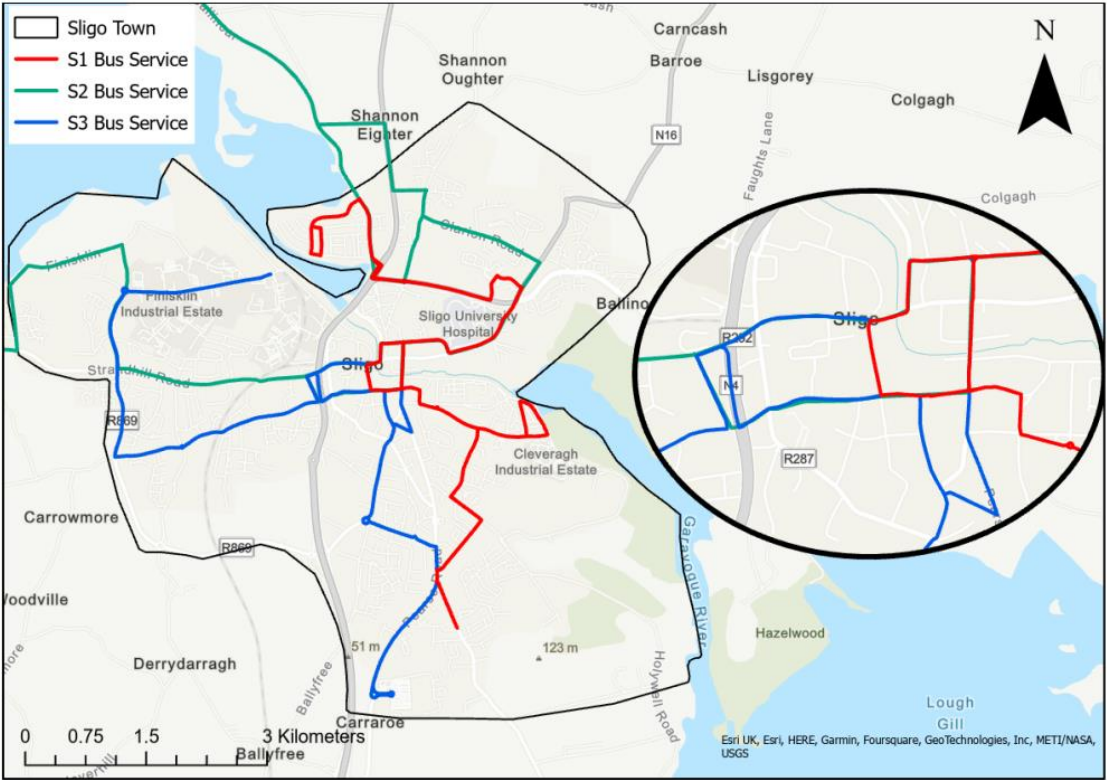 Sligo Town
S1 Bus Service
S2 Bus Service
S3 Bus Service
N
Carncash
Barroe
Shannon
Oughter
Lisgorey
Colgagh
Shannon
Eighter
N16
Faughts Lane
Colgagh
Clarion Road
Finisklin
Finisklin
Industrial Estate
Sligo University
Hospital
Ballino
Sligo
Strandhill Road
R869
Sligo
R292
N4
R287
Cleveragh
Industrial Estate
Carrowmore
R869
Garavogue River
Hazelwood
51 m
123 m
Derrydarragh
Ballyfree
Holywell Road
Carraroe
Lough
Gill
0 0.75 1.5 3 Kilometers
Ballyfree
Esri UK, Esri, HERE, Garmin, Foursquare, GeoTechnologies, Inc, METI/NASA,
USGS